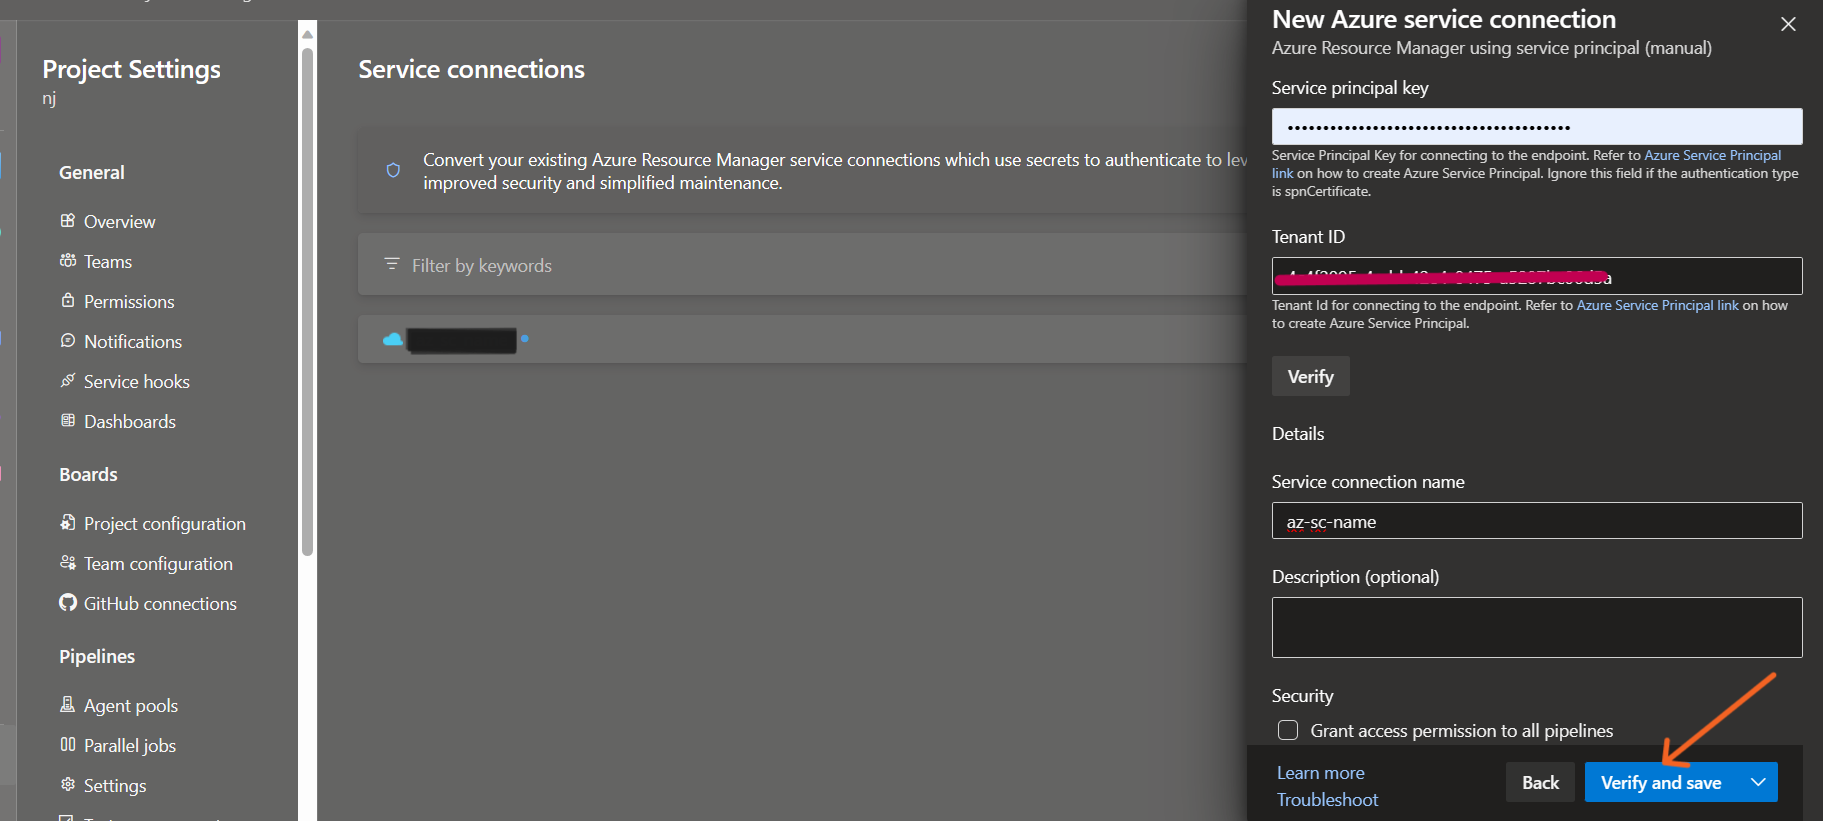 Project Settings
nj
General
Overview
Teams
Permissions
Notifications
Service hooks
Dashboards
Boards
Project configuration
Team configuration
GitHub connections
Pipelines
Agent pools
Parallel jobs
Settings
Service connections
Convert your existing Azure Resource Manager service connections which use secrets to authenticate to lev
improved security and simplified maintenance.
Filter by keywords
New Azure service connection
Azure Resource Manager using service principal (manual)
Service principal key
••••••••••••••••••••••••••••••••••••••••
Service Principal Key for connecting to the endpoint. Refer to Azure Service Principal
link on how to create Azure Service Principal. Ignore this field if the authentication type
is spnCertificate.
Tenant ID
Tenant Id for connecting to the endpoint. Refer to Azure Service Principal link on how
to create Azure Service Principal.
Verify
Details
Service connection name
az-sc-name
Description (optional)
Security
Grant access permission to all pipelines
Learn more
Troubleshoot
Back
Verify and save